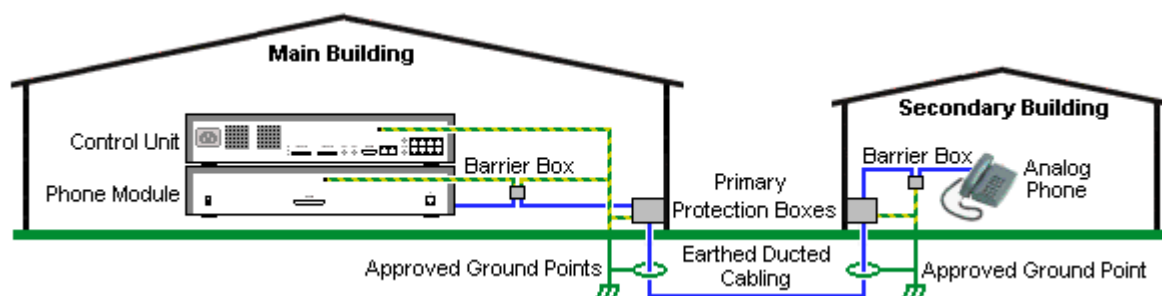 Main Building
Secondary Building
Control Unit
Barrier Box
Barrier Box
Analog
Phone
Phone Module
Primary
Protection Boxes
Approved Ground Points
Earthed Ducted
Cabling
Approved Ground Point